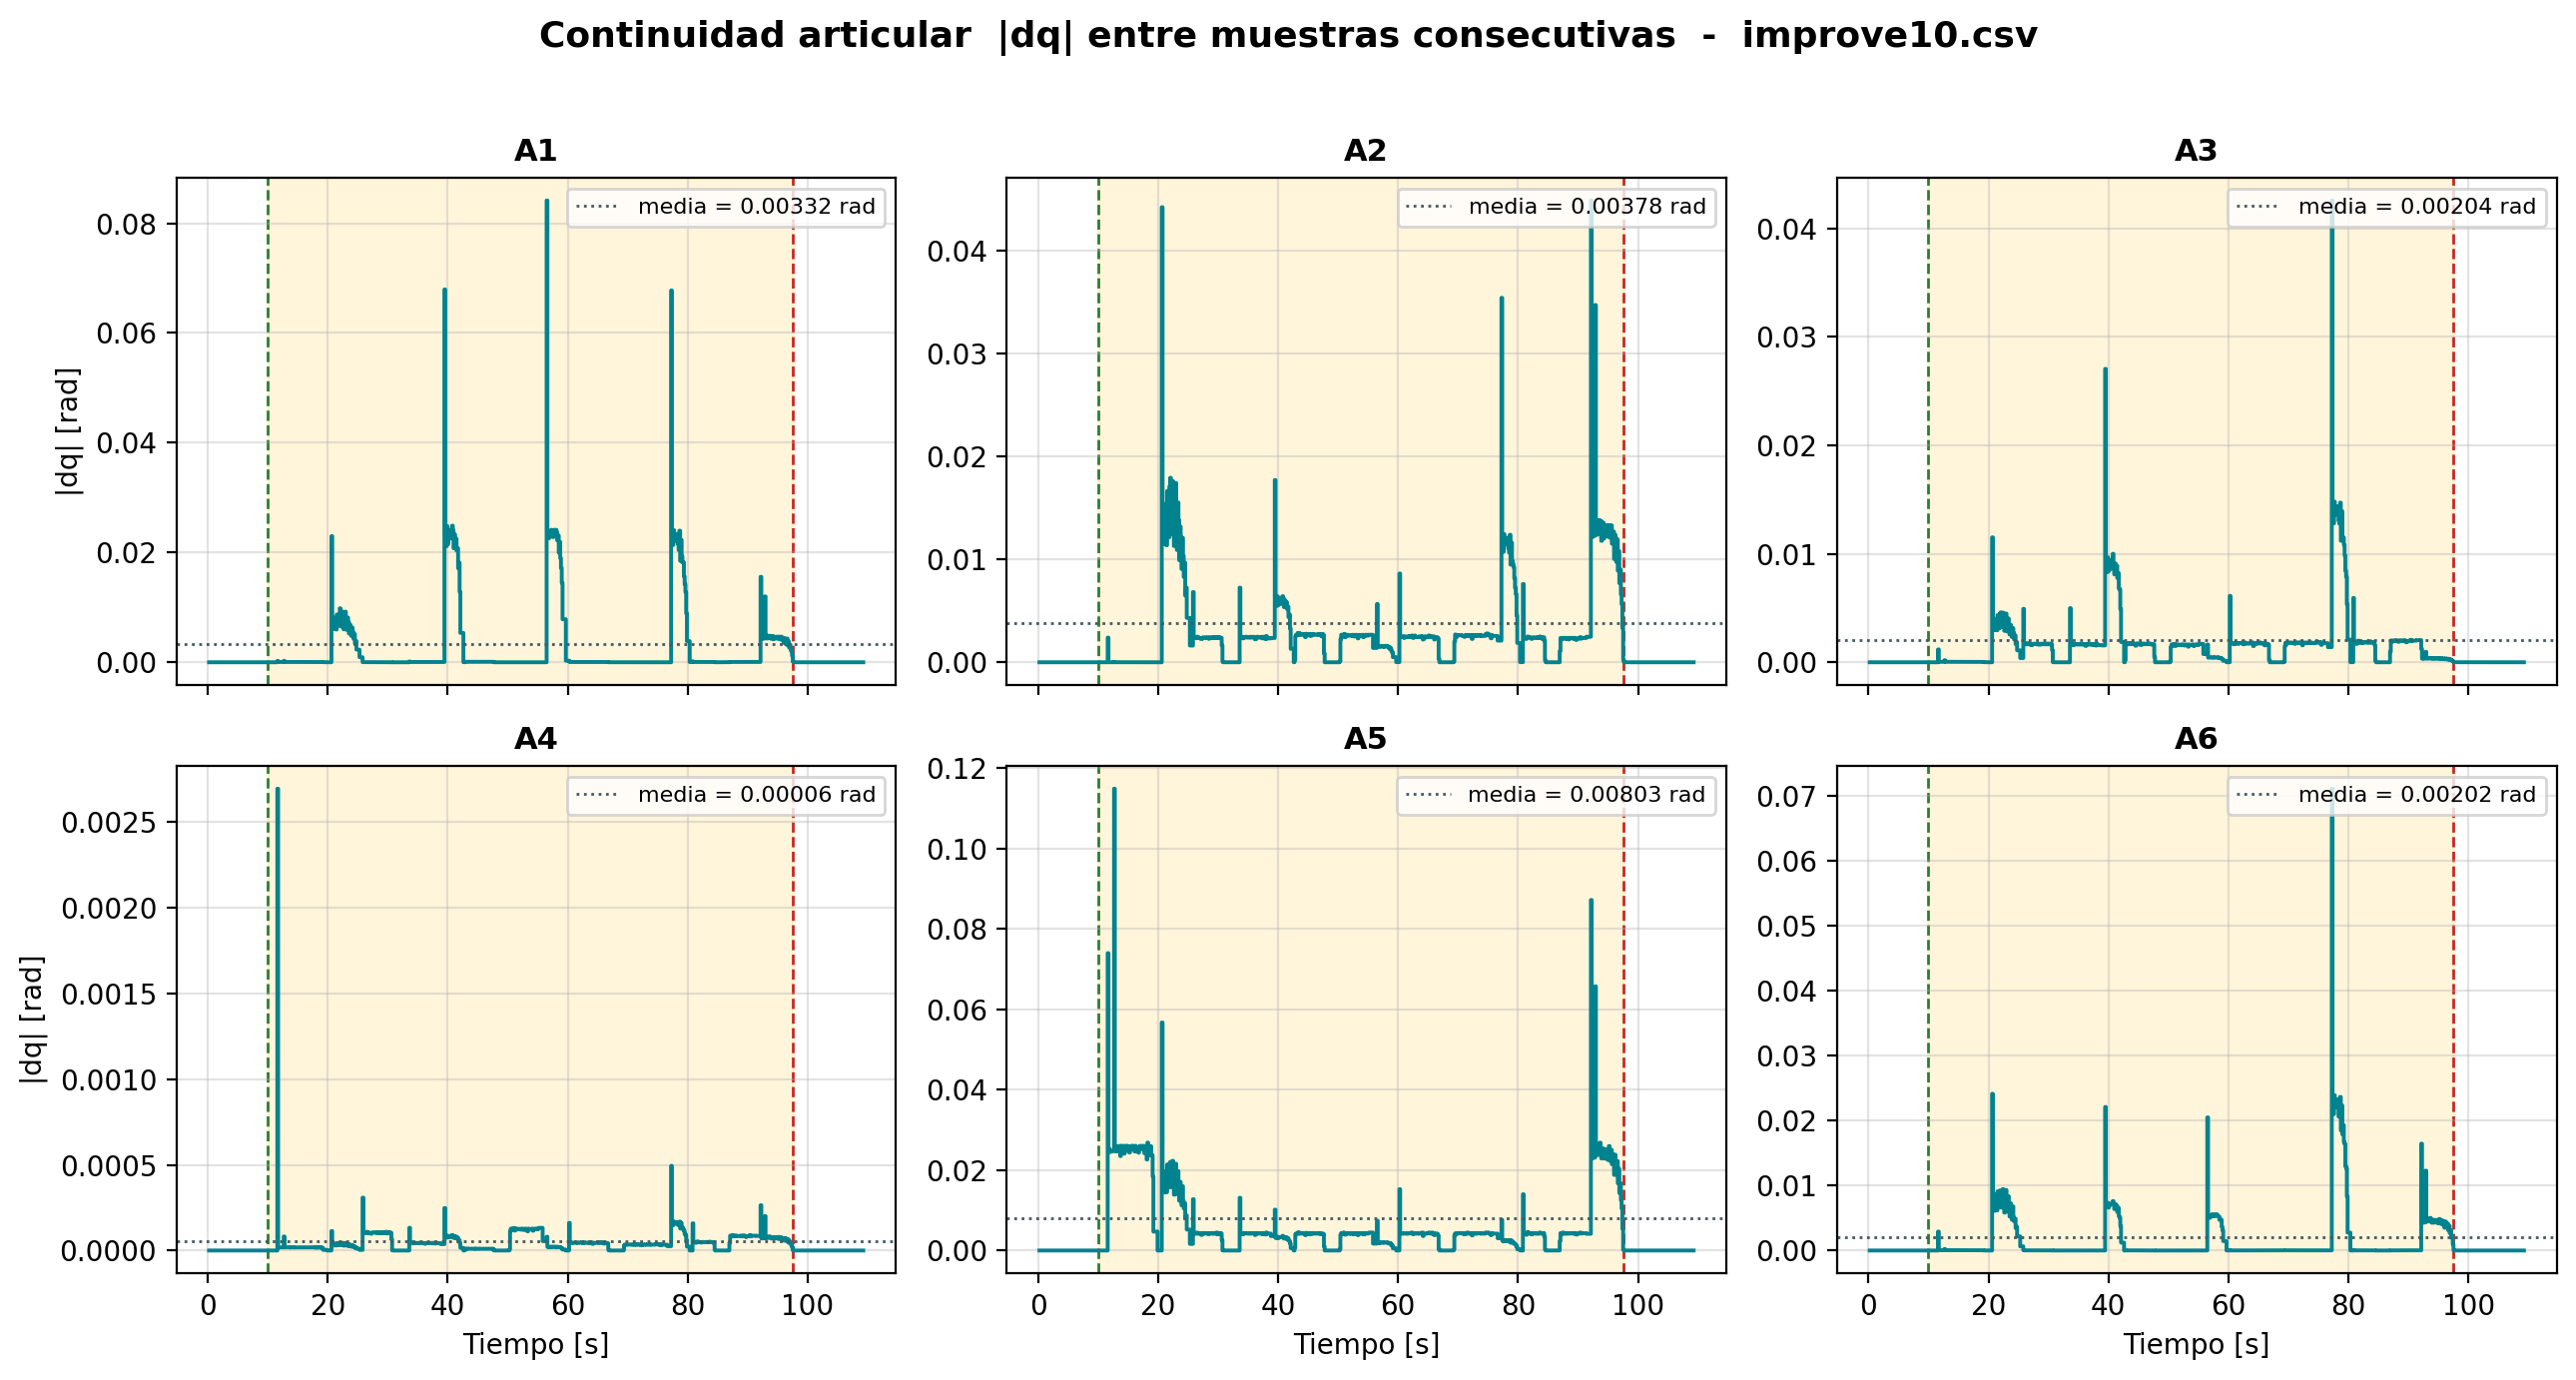 Continuidad articular  |dq| entre muestras consecutivas  -  improve10.csv
A1
A2
A3
media = 0.00332 rad
media = 0.00378 rad
media = 0.00204 rad
|dq| [rad]
0.08
0.06
0.04
0.02
0.00
0.04
0.03
0.02
0.01
0.00
0.04
0.03
0.02
0.01
0.00
A4
A5
A6
media = 0.00006 rad
media = 0.00803 rad
media = 0.00202 rad
|dq| [rad]
0.0025
0.0020
0.0015
0.0010
0.0005
0.0000
0.12
0.10
0.08
0.06
0.04
0.02
0.00
0.07
0.06
0.05
0.04
0.03
0.02
0.01
0.00
0 20 40 60 80 100
0 20 40 60 80 100
0 20 40 60 80 100
Tiempo [s]
Tiempo [s]
Tiempo [s]